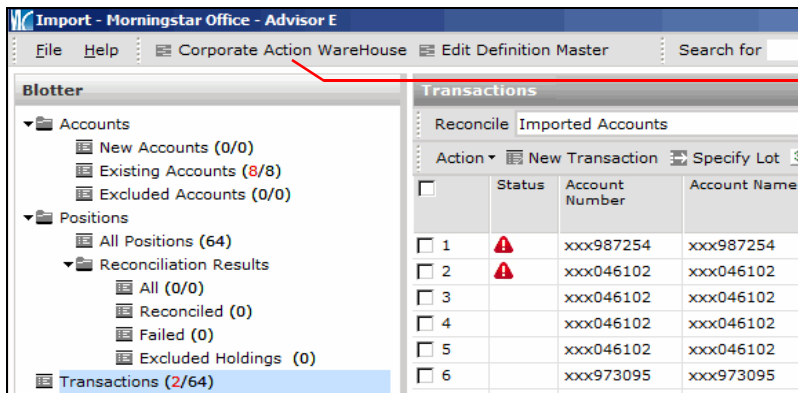 Import - Morningstar Office - Advisor E
File Help Corporate Action WareHouse Edit Definition Master Search for
Blotter
Accounts
New Accounts (0/0)
Existing Accounts (8/8)
Excluded Accounts (0/0)
Positions
All Positions (64)
Reconciliation Results
All (0/0)
Reconciled (0)
Failed (0)
Excluded Holdings (0)
Transactions (2/64)
Transactions
Reconcile Imported Accounts
Action New Transaction Specify Lot
Status Account Number Account Name
1 xxx987254 xxx987254
2 xxx046102 xxx046102
3 xxx046102 xxx046102
4 xxx046102 xxx046102
5 xxx046102 xxx046102
6 xxx973095 xxx973095